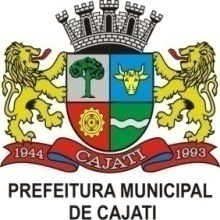 1944 CAJATI 1993
PREFEITURA MUNICIPAL
DE CAJATI